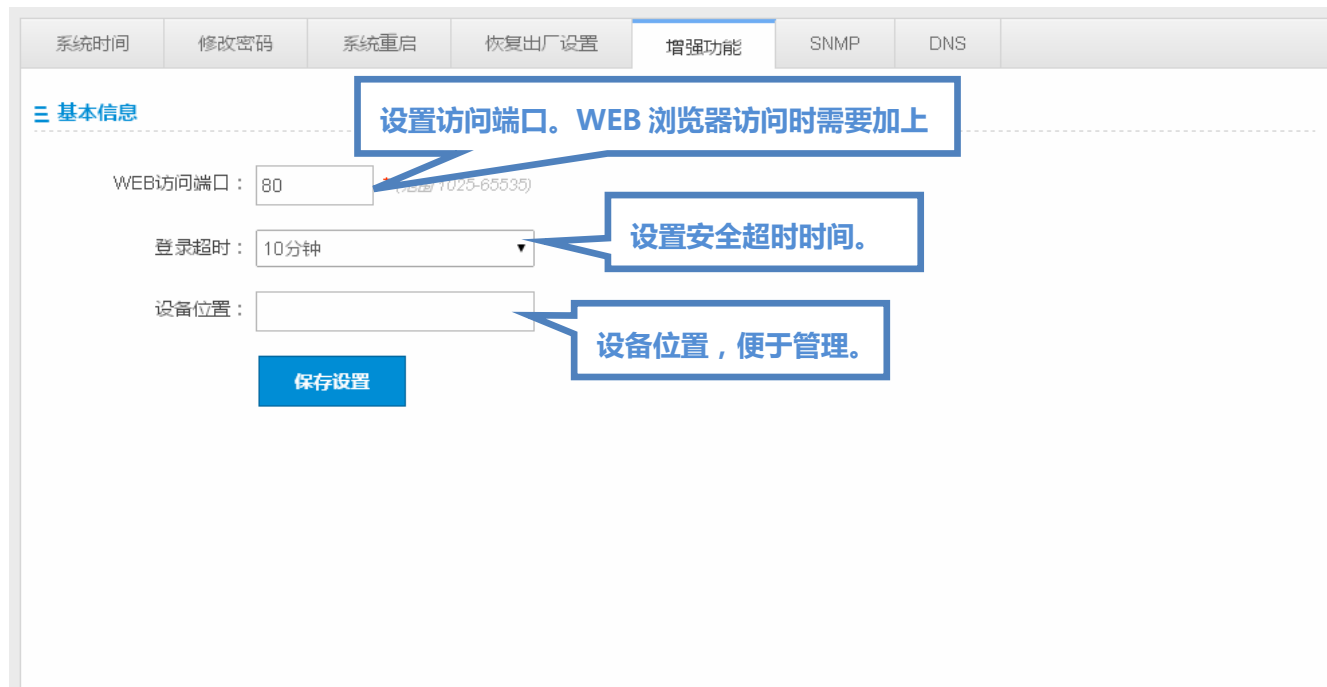 系统时间 修改密码 系统重启 恢复出厂设置 增强功能 SNMP DNS
基本信息
设置访问端口。WEB 浏览器访问时需要加上
WEB访问端口： 80 * (范围 1025-65535)
登录超时： 10分钟
设置安全超时时间。
设备位置：
设备位置，便于管理。
保存设置